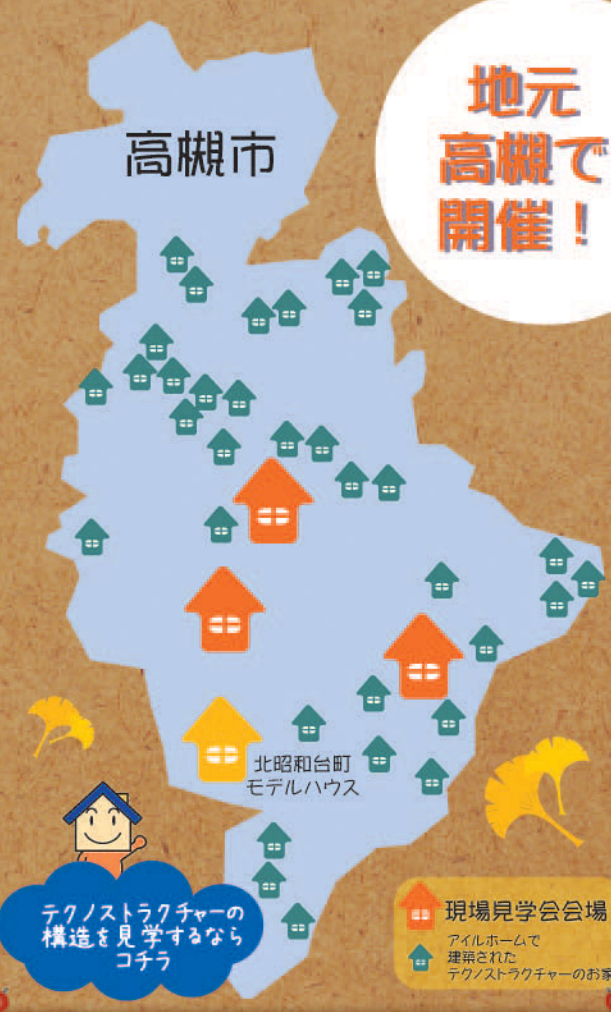 地元
高槻で
開催！
高槻市
北昭和台町
モデルハウス
テクノストラクチャーの
構造を見学するなら
コチラ
現場見学会会場
アイルホームで
建築された
テクノストラクチャーのお家